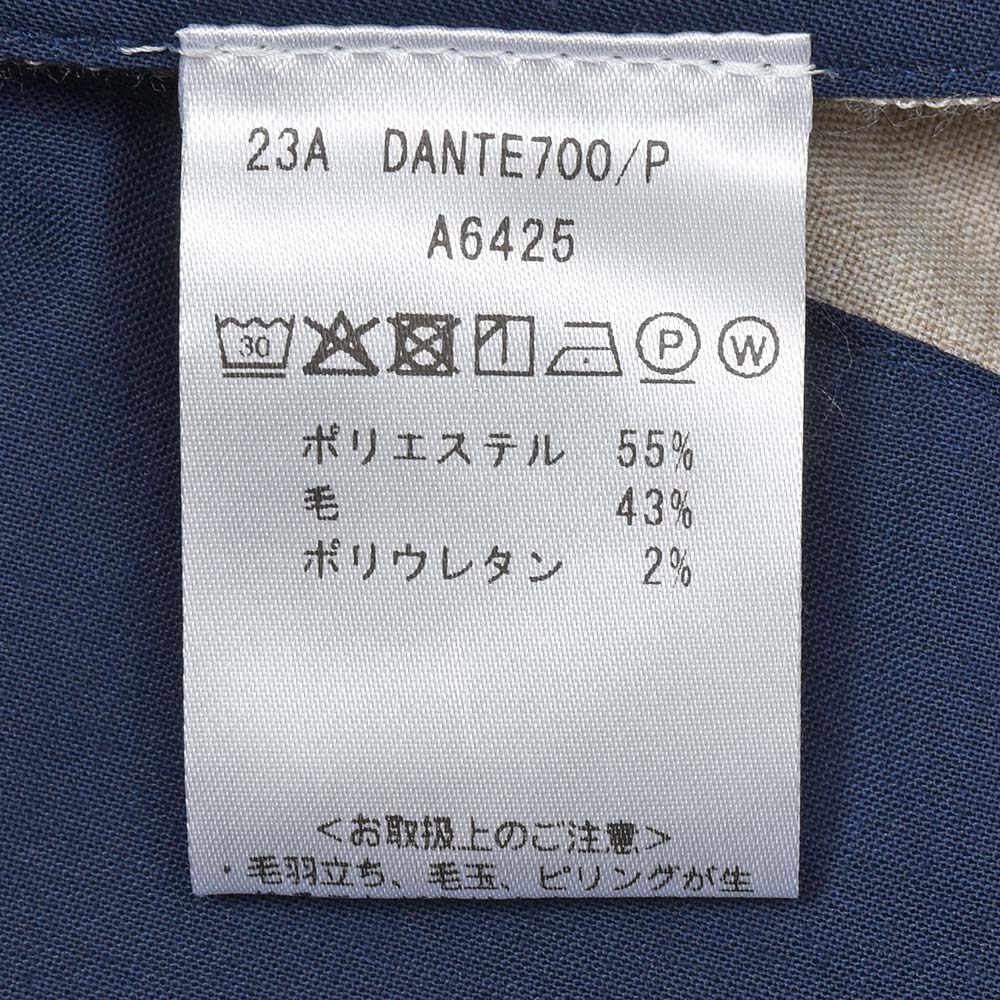 23A DANTE700/P
A6425
30 P W
ポリエステル 55%
毛 43%
ポリウレタン 2%
<お取扱上のご注意>
・毛羽立ち、毛玉、ピリングが生